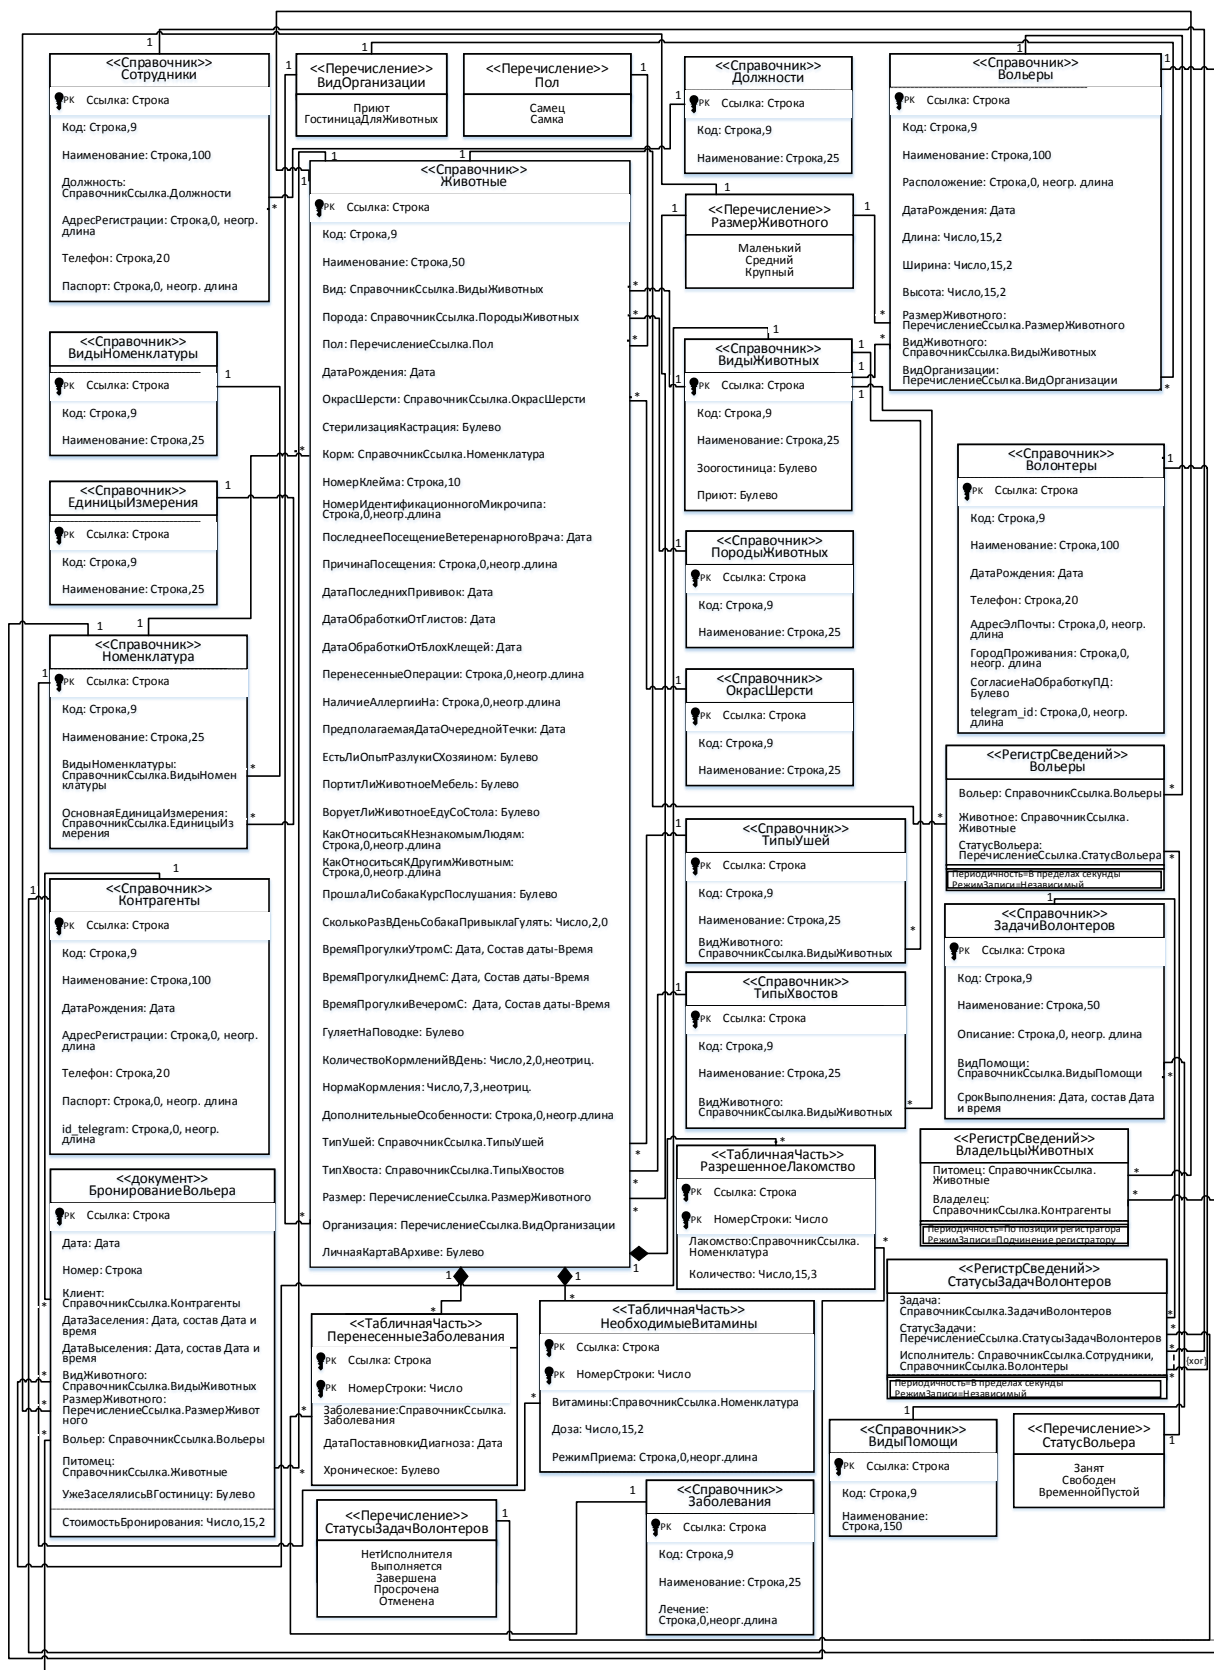 <<Справочник>>
Сотрудники
PK Ссылка: Строка
Код: Строка,9
Наименование: Строка,100
Должность:
СправочникСсылка.Должности
АдресРегистрации: Строка,0, неогр.
длина
Телефон: Строка,20
Паспорт: Строка,0, неогр. длина
<<Перечисление>>
ВидОрганизации
Приют
ГостиницаДляЖивотных
<<Перечисление>>
Пол
Самец
Самка
<<Справочник>>
Должности
PK Ссылка: Строка
Код: Строка,9
Наименование: Строка,25
<<Справочник>>
Вольеры
PK Ссылка: Строка
Код: Строка,9
Наименование: Строка,100
Расположение: Строка,0, неогр. длина
ДатаРождения: Дата
Длина: Число,15,2
Ширина: Число,15,2
Высота: Число,15,2
РазмерЖивотного:
ПеречислениеСсылка.РазмерЖивотного
ВидЖивотного:
СправочникСсылка.ВидыЖивотных
ВидОрганизации:
ПеречислениеСсылка.ВидОрганизации
<<Справочник>>
Животные
PK Ссылка: Строка
Код: Строка,9
Наименование: Строка,50
Вид: СправочникСсылка.ВидыЖивотных
Порода: СправочникСсылка.ПородыЖивотных
Пол: ПеречислениеСсылка.Пол
ДатаРождения: Дата
ОкрасШерсти: СправочникСсылка.ОкрасШерсти
СтерилизацияКастрация: Булево
Корм: СправочникСсылка.Номенклатура
НомерКлейма: Строка,10
НомерИдентификационногоМикрочипа:
Строка,0,неогр.длина
ПоследнееПосещениеВетеренарногоВрача: Дата
ПричинаПосещения: Строка,0,неогр.длина
ДатаПоследнихПрививок: Дата
ДатаОбработкиОтГлистов: Дата
ДатаОбработкиОтБлохКлещей: Дата
ПеренесенныеОперации: Строка,0,неогр.длина
НаличиеАллергииНа: Строка,0,неогр.длина
ПредполагаемаяДатаОчереднойТечки: Дата
ЕстьЛиОпытРазлукиСХозяином: Булево
ПортитЛиЖивотноеМебель: Булево
ВоруетЛиЖивотноеЕдуСоСтола: Булево
КакОтноситьсяКНезнакомымЛюдям:
Строка,0,неогр.длина
КакОтноситьсяКДругимЖивотным:
Строка,0,неогр.длина
ПрошлаЛиСобакаКурсПослушания: Булево
СколькоРазВДеньСобакаПривыклаГулять: Число,2,0
ВремяПрогулкиУтромС: Дата, Состав даты-Время
ВремяПрогулкиДнемС: Дата, Состав даты-Время
ВремяПрогулкиВечеромС: Дата, Состав даты-Время
ГуляетНаПоводке: Булево
КоличествоКормленийВДень: Число,2,0,неотриц.
НормаКормления: Число,7,3,неотриц.
ДополнительныеОсобенности: Строка,0,неогр.длина
ТипУшей: СправочникСсылка.ТипыУшей
ТипХвоста: СправочникСсылка.ТипыХвостов
Размер: ПеречислениеСсылка.РазмерЖивотного
Организация: ПеречислениеСсылка.ВидОрганизации
ЛичнаяКартаВАрхиве: Булево
<<Перечисление>>
РазмерЖивотного
Маленький
Средний
Крупный
<<Справочник>>
ВидыНоменклатуры
PK Ссылка: Строка
Код: Строка,9
Наименование: Строка,25
<<Справочник>>
ВидыЖивотных
PK Ссылка: Строка
Код: Строка,9
Наименование: Строка,25
Зоогостиница: Булево
Приют: Булево
<<Справочник>>
Волонтеры
PK Ссылка: Строка
Код: Строка,9
Наименование: Строка,100
ДатаРождения: Дата
Телефон: Строка,20
АдресЭлПочты: Строка,0, неогр.
длина
ГородПроживания: Строка,0,
неогр. длина
СогласиеНаОбработкуПД:
Булево
telegram_id: Строка,0, неогр.
длина
<<Справочник>>
ЕдиницыИзмерения
PK Ссылка: Строка
Код: Строка,9
Наименование: Строка,25
<<Справочник>>
ПородыЖивотных
PK Ссылка: Строка
Код: Строка,9
Наименование: Строка,25
<<Справочник>>
Номенклатура
PK Ссылка: Строка
Код: Строка,9
Наименование: Строка,25
ВидыНоменклатуры:
СправочникСсылка.ВидыНомен
клатуры
ОсновнаяЕдиницаИзмерения:
СправочникСсылка.ЕдиницыИз
мерения
<<Справочник>>
ОкрасШерсти
PK Ссылка: Строка
Код: Строка,9
Наименование: Строка,25
<<РегистрСведений>>
Вольеры
Вольер: СправочникСсылка.Вольеры
Животное: СправочникСсылка.
Животные
СтатусВольера:
ПеречислениеСсылка.СтатусВольера
Периодичность=В пределах секунды
РежимЗаписи=Независимый
<<Справочник>>
ТипыУшей
PK Ссылка: Строка
Код: Строка,9
Наименование: Строка,25
ВидЖивотного:
СправочникСсылка.ВидыЖивотных
<<Справочник>>
Контрагенты
PK Ссылка: Строка
Код: Строка,9
Наименование: Строка,100
ДатаРождения: Дата
АдресРегистрации: Строка,0, неогр.
длина
Телефон: Строка,20
Паспорт: Строка,0, неогр. длина
id_telegram: Строка,0, неогр.
длина
<<Справочник>>
ЗадачиВолонтеров
PK Ссылка: Строка
Код: Строка,9
Наименование: Строка,50
Описание: Строка,0, неогр. длина
ВидПомощи:
СправочникСсылка.ВидыПомощи
СрокВыполнения: Дата, состав Дата
и время
<<Справочник>>
ТипыХвостов
PK Ссылка: Строка
Код: Строка,9
Наименование: Строка,25
ВидЖивотного:
СправочникСсылка.ВидыЖивотных
<<РегистрСведений>>
ВладельцыЖивотных
Питомец: СправочникСсылка.
Животные
Владелец:
СправочникСсылка.Контрагенты
Периодичность=По позиции регистратора
РежимЗаписи=Подчинение регистратору
<<ТабличнаяЧасть>>
РазрешенноеЛакомство
PK Ссылка: Строка
PK НомерСтроки: Число
Лакомство:СправочникСсылка.
Номенклатура
Количество: Число,15,3
<<документ>>
БронированиеВольера
PK Ссылка: Строка
Дата: Дата
Номер: Строка
Клиент:
СправочникСсылка.Контрагенты
ДатаЗаселения: Дата, состав Дата и
время
ДатаВыселения: Дата, состав Дата и
время
ВидЖивотного:
СправочникСсылка.ВидыЖивотных
РазмерЖивотного:
ПеречислениеСсылка.РазмерЖивот
ного
Вольер: СправочникСсылка.Вольеры
Питомец:
СправочникСсылка.Животные
УжеЗаселялисьВГостиницу: Булево
СтоимостьБронирования: Число,15,2
<<РегистрСведений>>
СтатусыЗадачВолонтеров
Задача:
СправочникСсылка.ЗадачиВолонтеров
СтатусЗадачи:
ПеречислениеСсылка.СтатусыЗадачВолонтеров
Исполнитель: СправочникСсылка.Сотрудники,
СправочникСсылка.Волонтеры
{xor}
Периодичность=В пределах секунды
РежимЗаписи=Независимый
<<ТабличнаяЧасть>>
ПеренесенныеЗаболевания
PK Ссылка: Строка
PK НомерСтроки: Число
Заболевание:СправочникСсылка.
Заболевания
ДатаПостановкиДиагноза: Дата
Хроническое: Булево
<<ТабличнаяЧасть>>
НеобходимыеВитамины
PK Ссылка: Строка
PK НомерСтроки: Число
Витамины:СправочникСсылка.Номенклатура
Доза: Число,15,2
РежимПриема: Строка,0,неорг.длина
<<Справочник>>
ВидыПомощи
PK Ссылка: Строка
Код: Строка,9
Наименование:
Строка,150
<<Перечисление>>
СтатусВольера
Занят
Свободен
ВременнойПустой
<<Перечисление>>
СтатусыЗадачВолонтеров
НетИсполнителя
Выполняется
Завершена
Просрочена
Отменена
<<Справочник>>
Заболевания
PK Ссылка: Строка
Код: Строка,9
Наименование: Строка,25
Лечение:
Строка,0,неорг.длина